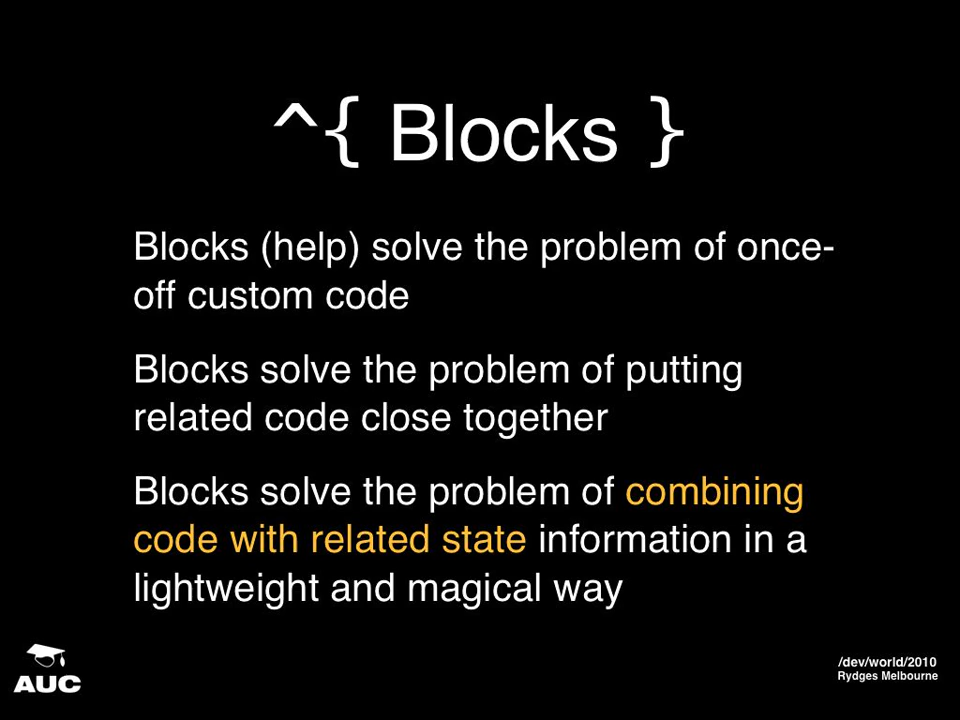 ^{ Blocks }
Blocks (help) solve the problem of once-
off custom code
Blocks solve the problem of putting
related code close together
Blocks solve the problem of combining
code with related state information in a
lightweight and magical way
AUC
/dev/world/2010
Rydges Melbourne